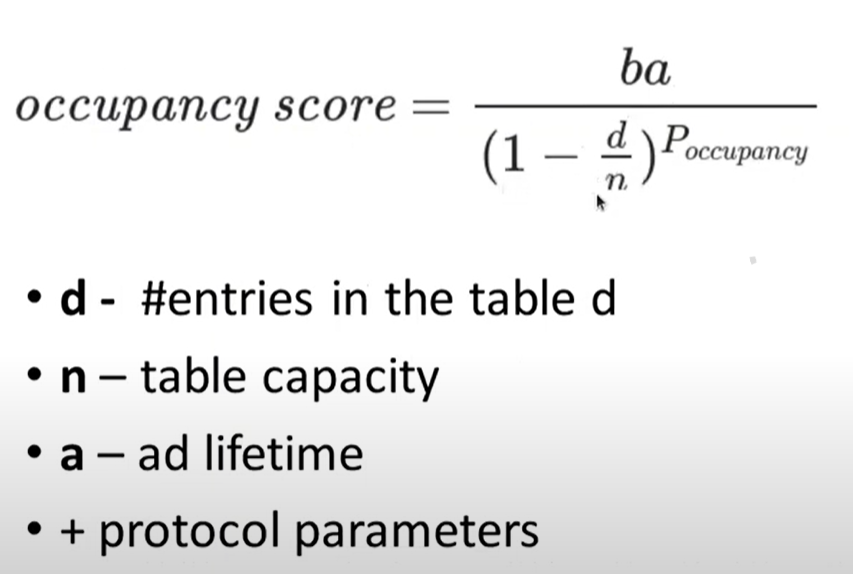 occupancy score = \frac{ba}{(1 - \frac{d}{n})^{P_{occupancy}}}
• d - #entries in the table d
• n – table capacity
• a – ad lifetime
• + protocol parameters